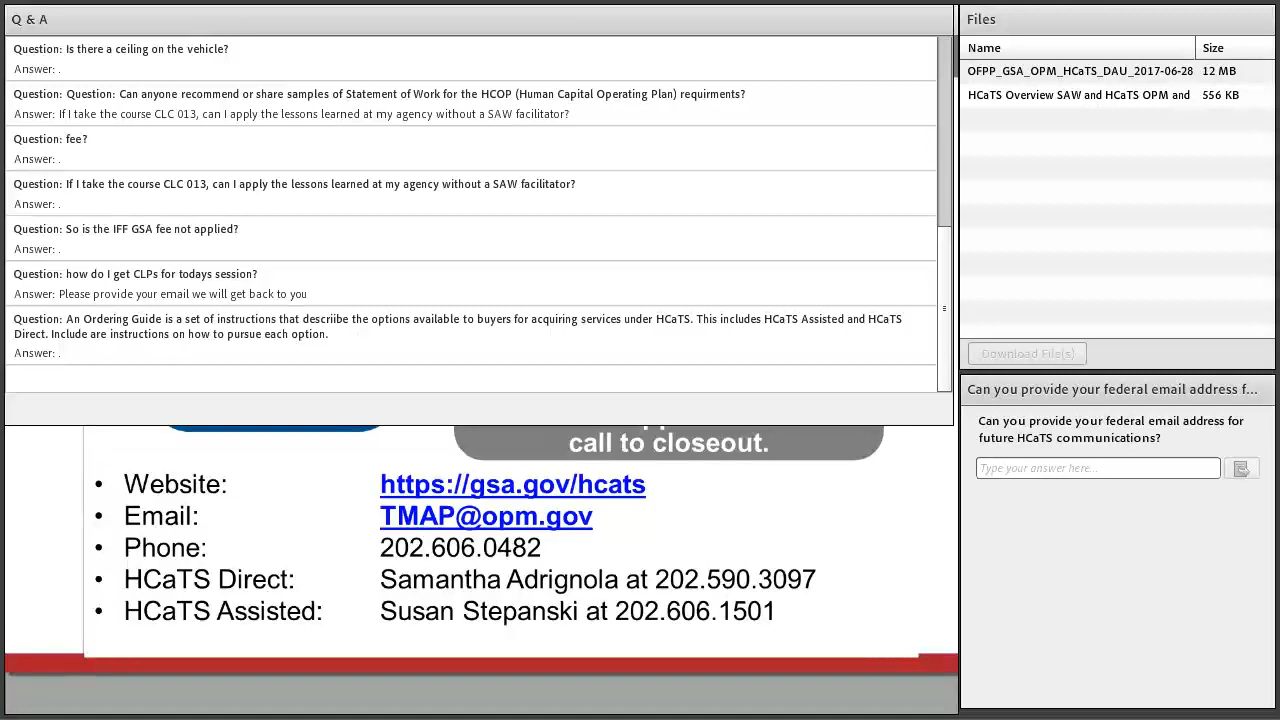 Q & A
Question: Is there a ceiling on the vehicle?
Answer: .
Question: Question: Can anyone recommend or share samples of Statement of Work for the HCOP (Human Capital Operating Plan) requirments?
Answer: If I take the course CLC 013, can I apply the lessons learned at my agency without a SAW facilitator?
Question: fee?
Answer: .
Question: If I take the course CLC 013, can I apply the lessons learned at my agency without a SAW facilitator?
Answer: .
Question: So is the IFF GSA fee not applied?
Answer: .
Question: how do I get CLPs for todays session?
Answer: Please provide your email we will get back to you
Question: An Ordering Guide is a set of instructions that descriibe the options available to buyers for acquiring services under HCaTS. This includes HCaTS Assisted and HCaTS
Direct. Include are instructions on how to pursue each option.
Answer: .
call to closeout.
• Website: https://gsa.gov/hcats
• Email: TMAP@opm.gov
• Phone: 202.606.0482
• HCaTS Direct: Samantha Adrignola at 202.590.3097
• HCaTS Assisted: Susan Stepanski at 202.606.1501
Files
Name Size
OFPP_GSA_OPM_HCaTS_DAU_2017-06-28 12 MB
HCaTS Overview SAW and HCaTS OPM and 556 KB
Download File(s)
Can you provide your federal email address f...
Can you provide your federal email address for
future HCaTS communications?
Type your answer here...